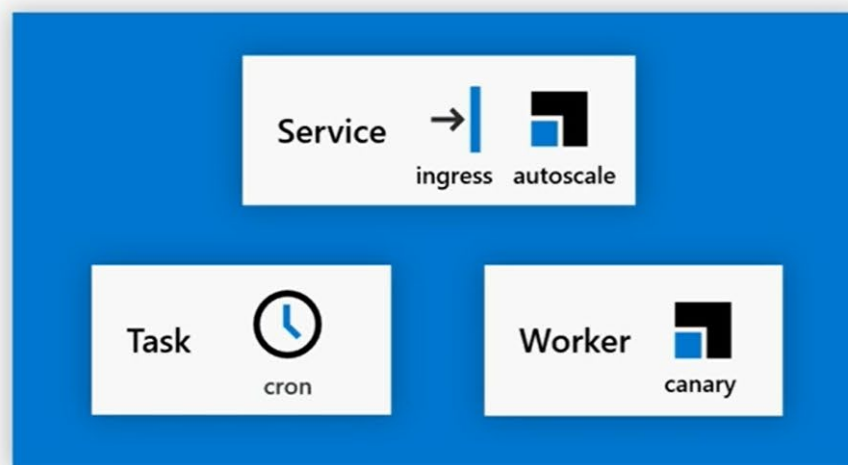 Service
ingress autoscale
Task
cron
Worker
canary